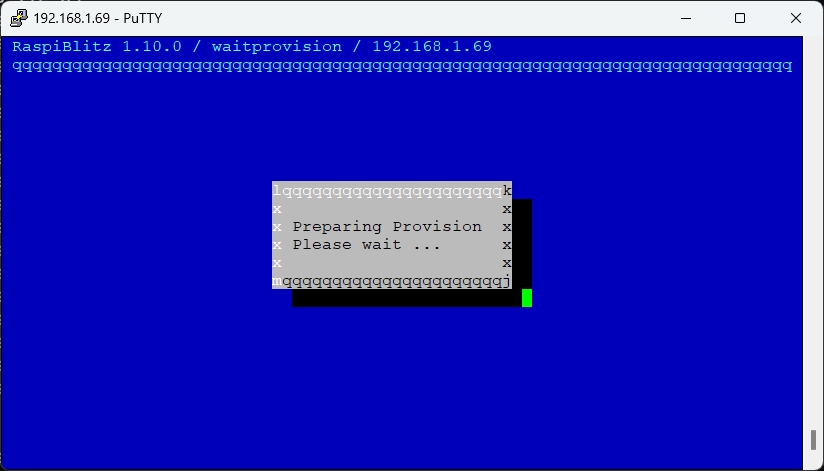 192.168.1.69 - PuTTY
RaspiBlitz 1.10.0 / waitprovision / 192.168.1.69
qqqqqqqqqqqqqqqqqqqqqqqqqqqqqqqqqqqqqqqqqqqqqqqqqqqqqqqqqqqqqqqqqqqqqqqqqqqqqq
lqqqqqqqqqqqqqqqqqqqqqqk
x x
x Preparing Provision x
x Please wait ... x
x x
mqqqqqqqqqqqqqqqqqqqqqqj